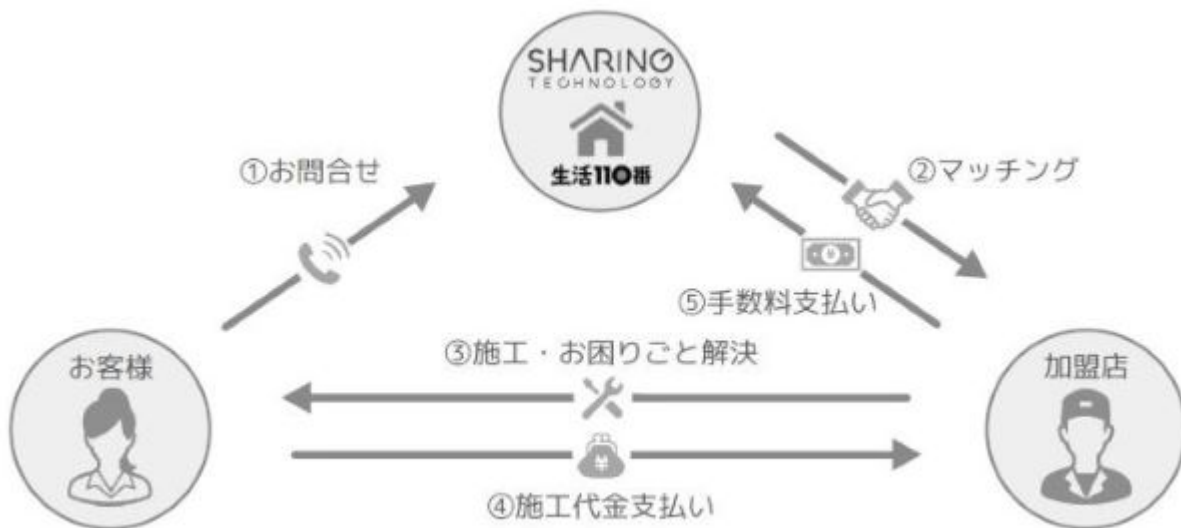 SHARING
TECHNOLOGY
生活110番
①お問合せ
②マッチング
⑤手数料支払い
③施工・お困りごと解決
お客様
加盟店
④施工代金支払い